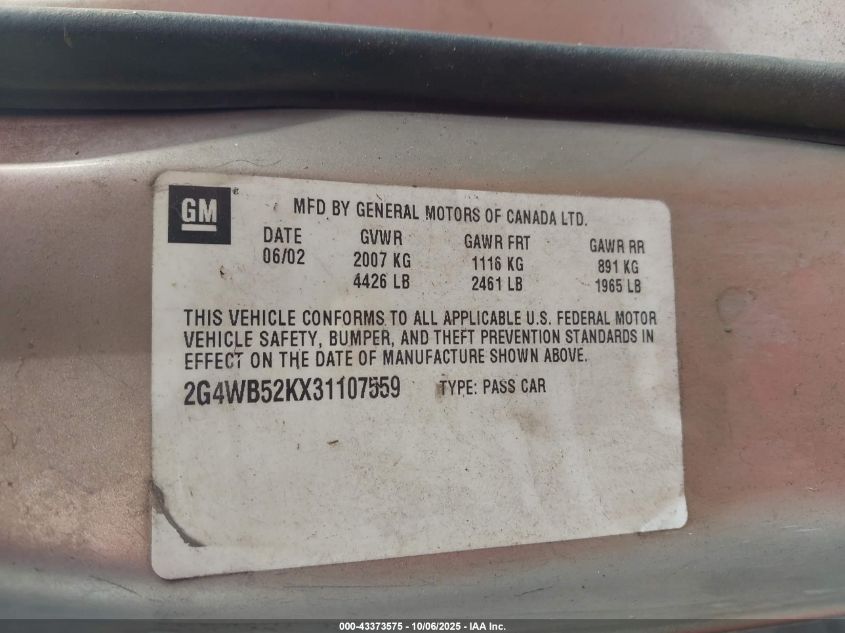 GM
MFD BY GENERAL MOTORS OF CANADA LTD.
DATE GVWR GAWR FRT GAWR RR
06/02 2007 KG 1116 KG 891 KG
4426 LB 2461 LB 1965 LB
THIS VEHICLE CONFORMS TO ALL APPLICABLE U.S. FEDERAL MOTOR
VEHICLE SAFETY, BUMPER, AND THEFT PREVENTION STANDARDS IN
EFFECT ON THE DATE OF MANUFACTURE SHOWN ABOVE.
2G4WB52KX31107559 TYPE: PASS CAR
000-43373575 - 10/06/2025 - IAA Inc.